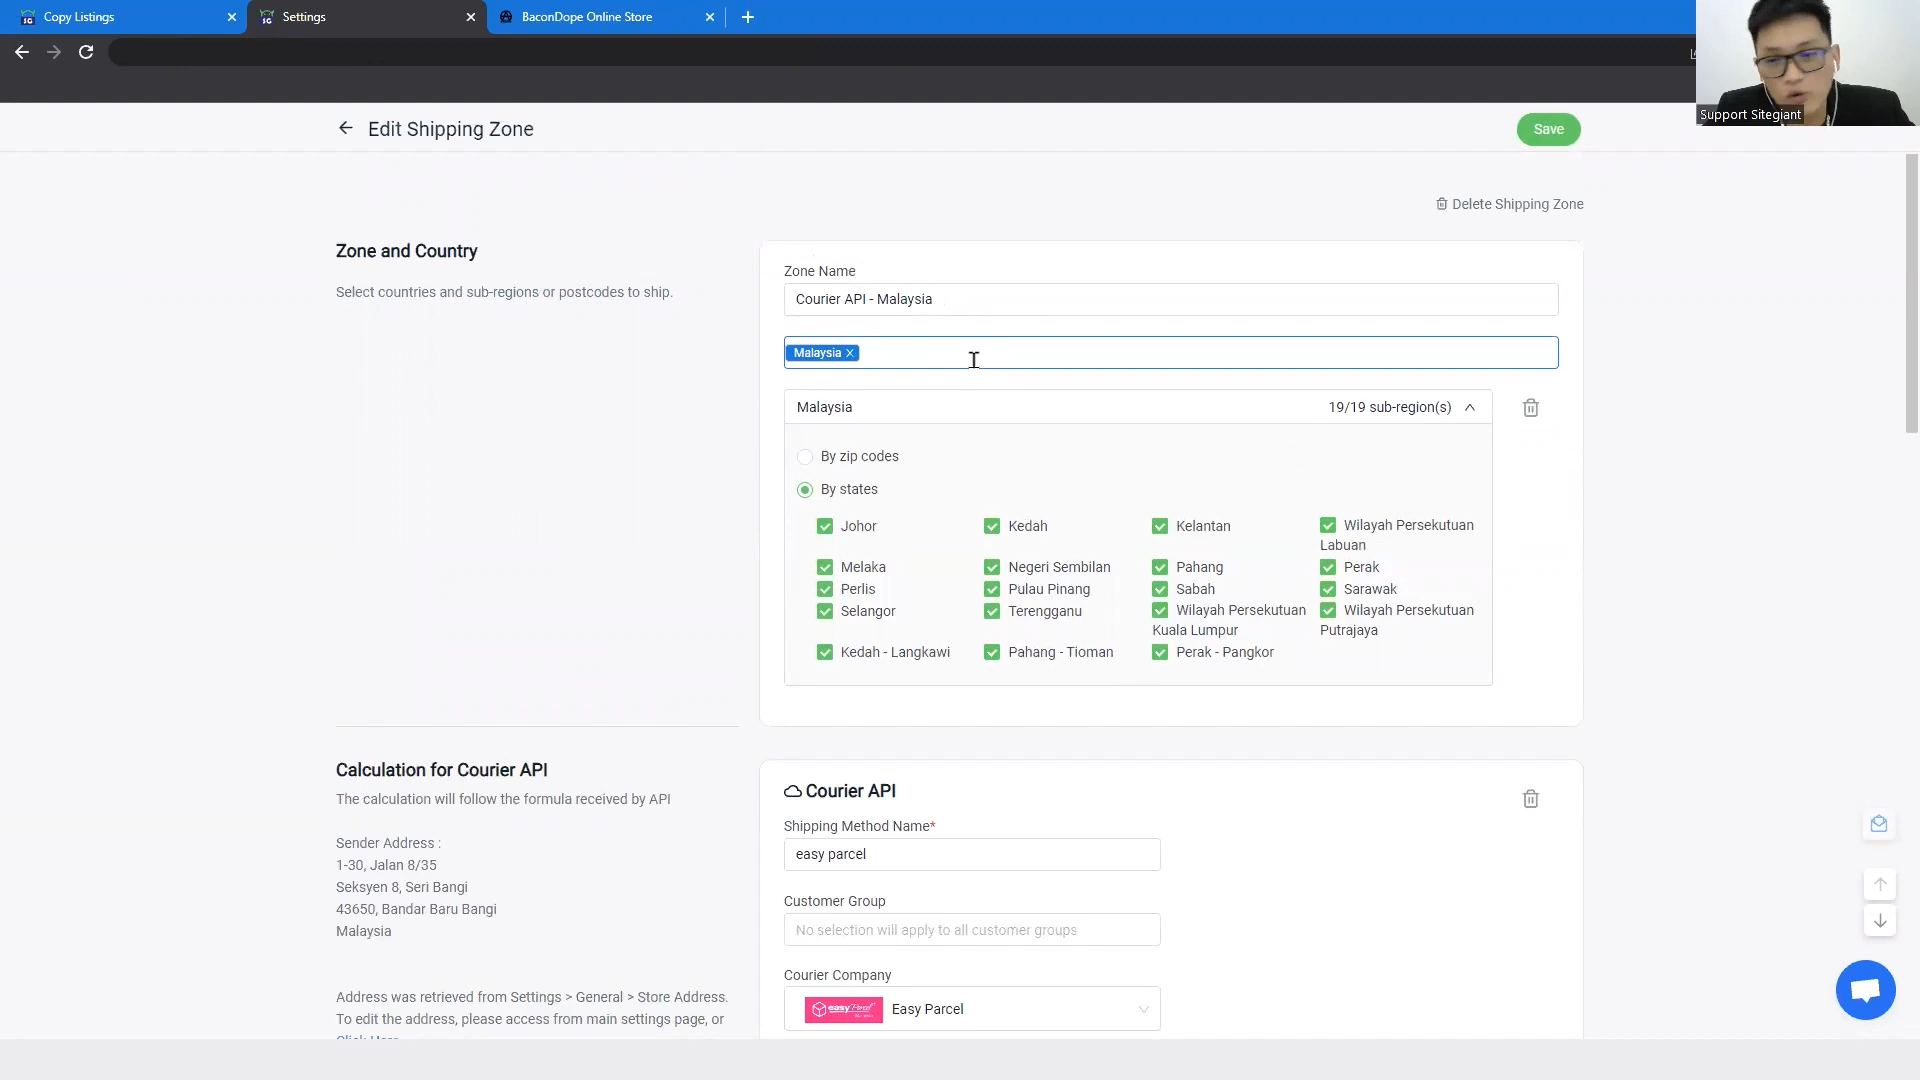 Copy Listings
Settings
BaconDope Online Store
Support Sitegiant
Edit Shipping Zone
Save
Delete Shipping Zone
Zone and Country
Select countries and sub-regions or postcodes to ship.
Zone Name
Courier API - Malaysia
Malaysia
Malaysia
19/19 sub-region(s)
By zip codes
By states
Johor
Kedah
Kelantan
Wilayah Persekutuan
Labuan
Melaka
Negeri Sembilan
Pahang
Perak
Perlis
Pulau Pinang
Sabah
Sarawak
Selangor
Terengganu
Wilayah Persekutuan
Kuala Lumpur
Wilayah Persekutuan
Putrajaya
Kedah - Langkawi
Pahang - Tioman
Perak - Pangkor
Calculation for Courier API
The calculation will follow the formula received by API
Sender Address :
1-30, Jalan 8/35
Seksyen 8, Seri Bangi
43650, Bandar Baru Bangi
Malaysia
Address was retrieved from Settings > General > Store Address.
To edit the address, please access from main settings page, or
Click Here
Courier API
Shipping Method Name*
easy parcel
Customer Group
No selection will apply to all customer groups
Courier Company
easyParcel
Easy Parcel